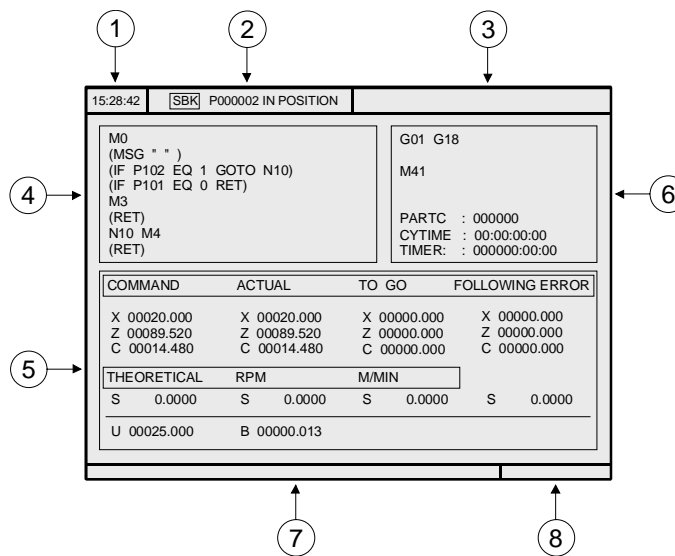 1 2 3
15:28:42 SBK P000002 IN POSITION
M0
(MSG " " )
(IF P102 EQ 1 GOTO N10)
(IF P101 EQ 0 RET)
M3
(RET)
N10 M4
(RET)
4
G01 G18
M41
PARTC : 000000
CYTIME : 00:00:00:00
TIMER: : 000000:00:00
6
COMMAND ACTUAL TO GO FOLLOWING ERROR
X 00020.000 X 00020.000 X 00000.000 X 00000.000
Z 00089.520 Z 00089.520 Z 00000.000 Z 00000.000
C 00014.480 C 00014.480 C 00000.000 C 00000.000
5
THEORETICAL RPM M/MIN
S 0.0000 S 0.0000 S 0.0000 S 0.0000
U 00025.000 B 00000.013
7 8